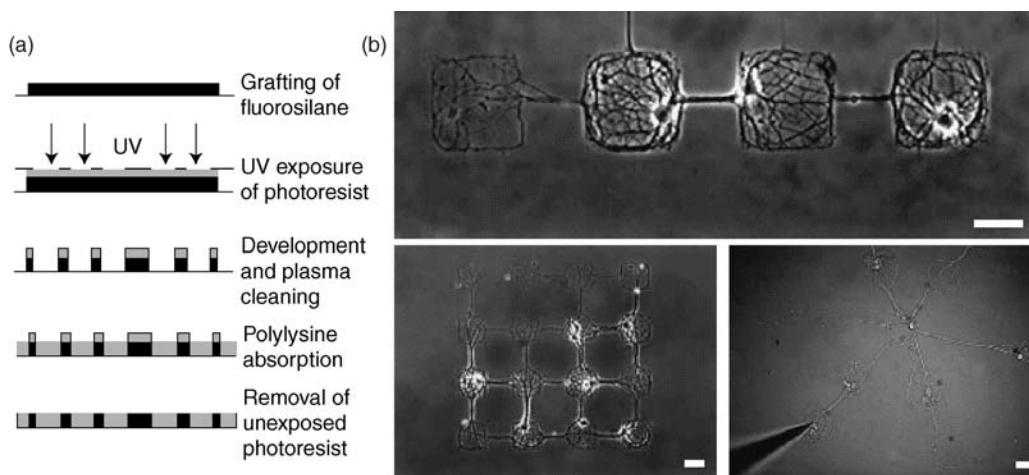 (a)
Grafting of
fluorosilane
UV
UV exposure
of photoresist
Development
and plasma
cleaning
Polylysine
absorption
Removal of
unexposed
photoresist
(b)